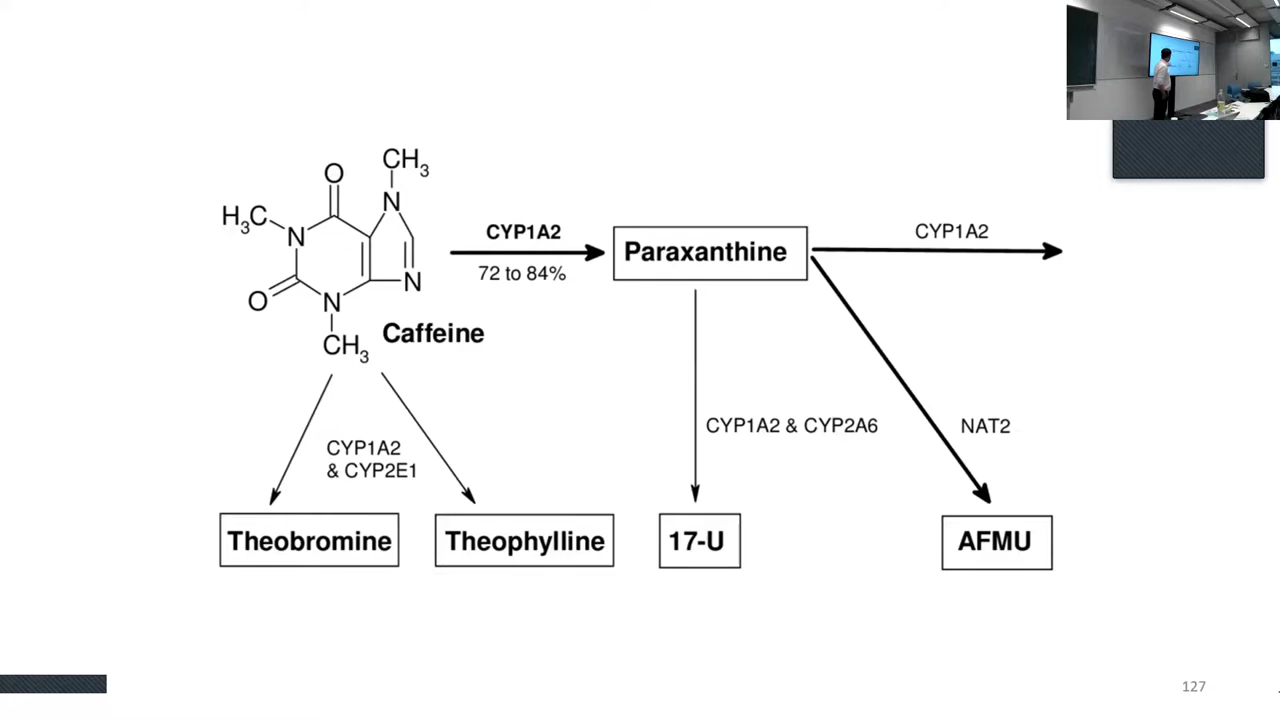 CH3
O
H3C
N
N
N
N
O
CH3
Caffeine
CYP1A2
72 to 84%
Paraxanthine
CYP1A2
CYP1A2
& CYP2E1
CYP1A2 & CYP2A6
NAT2
Theobromine
Theophylline
17-U
AFMU
127